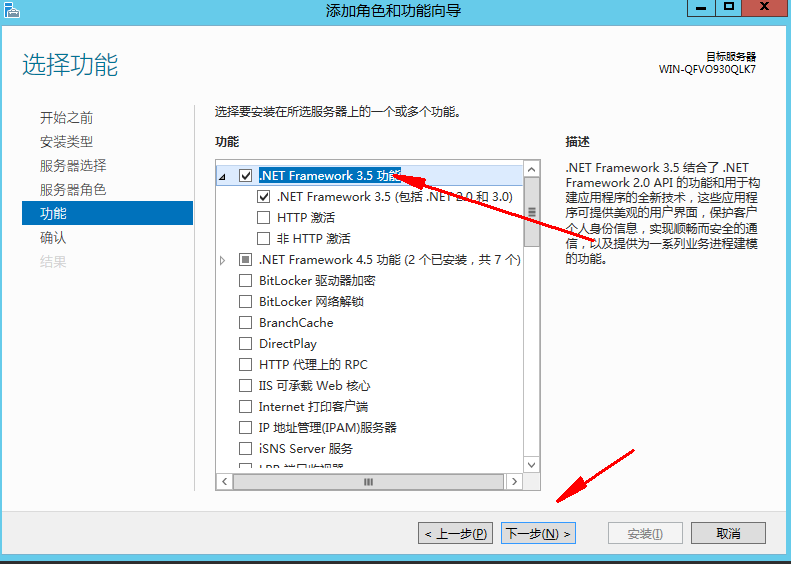 添加角色和功能向导
选择功能
目标服务器
WIN-QFVO930QLK7
开始之前
安装类型
服务器选择
服务器角色
功能
确认
结果
选择要安装在所选服务器上的一个或多个功能。
功能
.NET Framework 3.5 功能
.NET Framework 3.5 (包括 .NET 2.0 和 3.0)
HTTP 激活
非 HTTP 激活
.NET Framework 4.5 功能 (2 个已安装，共 7 个)
BitLocker 驱动器加密
BitLocker 网络解锁
BranchCache
DirectPlay
HTTP 代理上的 RPC
IIS 可承载 Web 核心
Internet 打印客户端
IP 地址管理(IPAM)服务器
iSNS Server 服务
描述
.NET Framework 3.5 结合了 .NET
Framework 2.0 API 的功能和用于构
建应用程序的全新技术，这些应用程
序可提供美观的用户界面，保护客户
个人身份信息，实现顺畅而安全的通
信，以及提供为一系列业务进程建模
的功能。
< 上一步(P)
下一步(N) >
安装(I)
取消